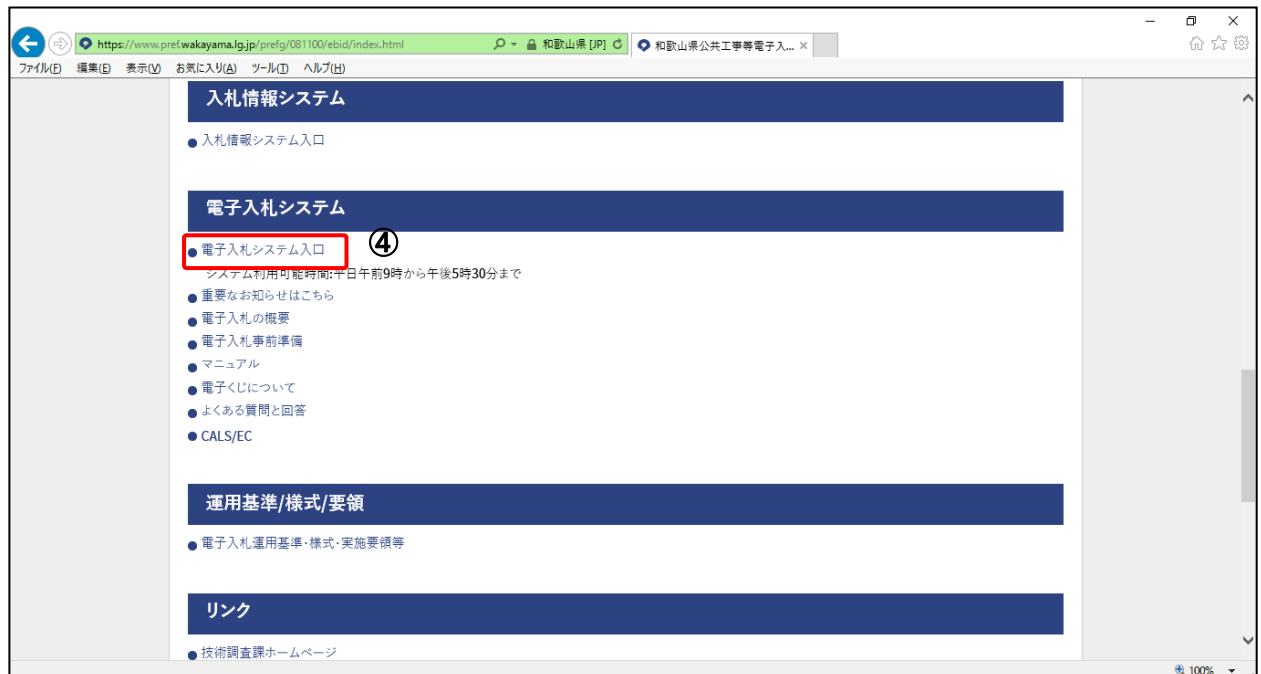 https://www.pref.wakayama.lg.jp/prefg/081100/ebid/index.html
和歌山県 [JP]
和歌山県公共工事等電子入... ×
ファイル(F) 編集(E) 表示(V) お気に入り(A) ツール(T) ヘルプ(H)
入札情報システム
入札情報システム入口
電子入札システム
電子入札システム入口 ④
システム利用可能時間:平日午前9時から午後5時30分まで
重要なお知らせはこちら
電子入札の概要
電子入札事前準備
マニュアル
電子くじについて
よくある質問と回答
CALS/EC
運用基準/様式/要領
電子入札運用基準・様式・実施要領等
リンク
技術調査課ホームページ
100%